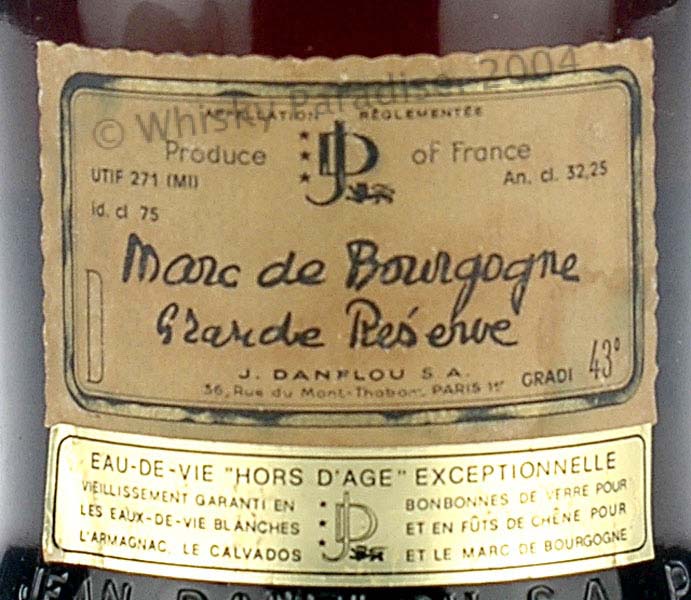 © Whisky Paradise, 2004
APPELLATION RÉGLEMENTÉE
Produce JD of France
UTIF 271 (MI) An. cl. 32,25
id. cl 75
Marc de Bourgogne
Grande Réserve
J. DANFLOU S.A.
36, Rue du Mont-Thabor, PARIS 1er
GRADI 43°
EAU-DE-VIE "HORS D'AGE" EXCEPTIONNELLE
VIEILLISSEMENT GARANTI EN BONBONNES DE VERRE POUR
LES EAUX-DE-VIE BLANCHES JD ET EN FÛTS DE CHÊNE POUR
L'ARMAGNAC, LE CALVADOS ET LE MARC DE BOURGOGNE